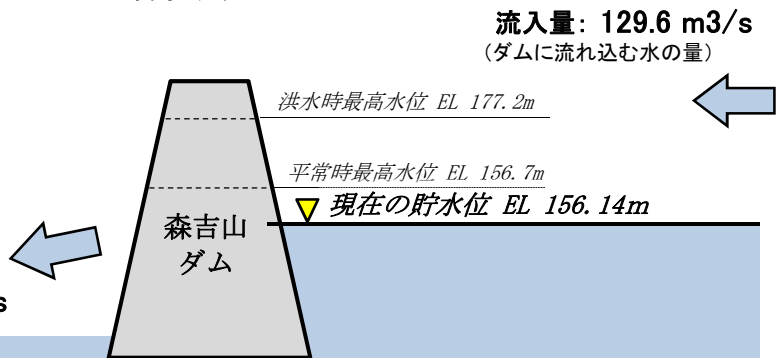 流入量: 129.6 m3/s
(ダムに流れ込む水の量)
洪水時最高水位 EL 177.2m
平常時最高水位 EL 156.7m
現在の貯水位 EL 156.14m
森吉山
ダム
s